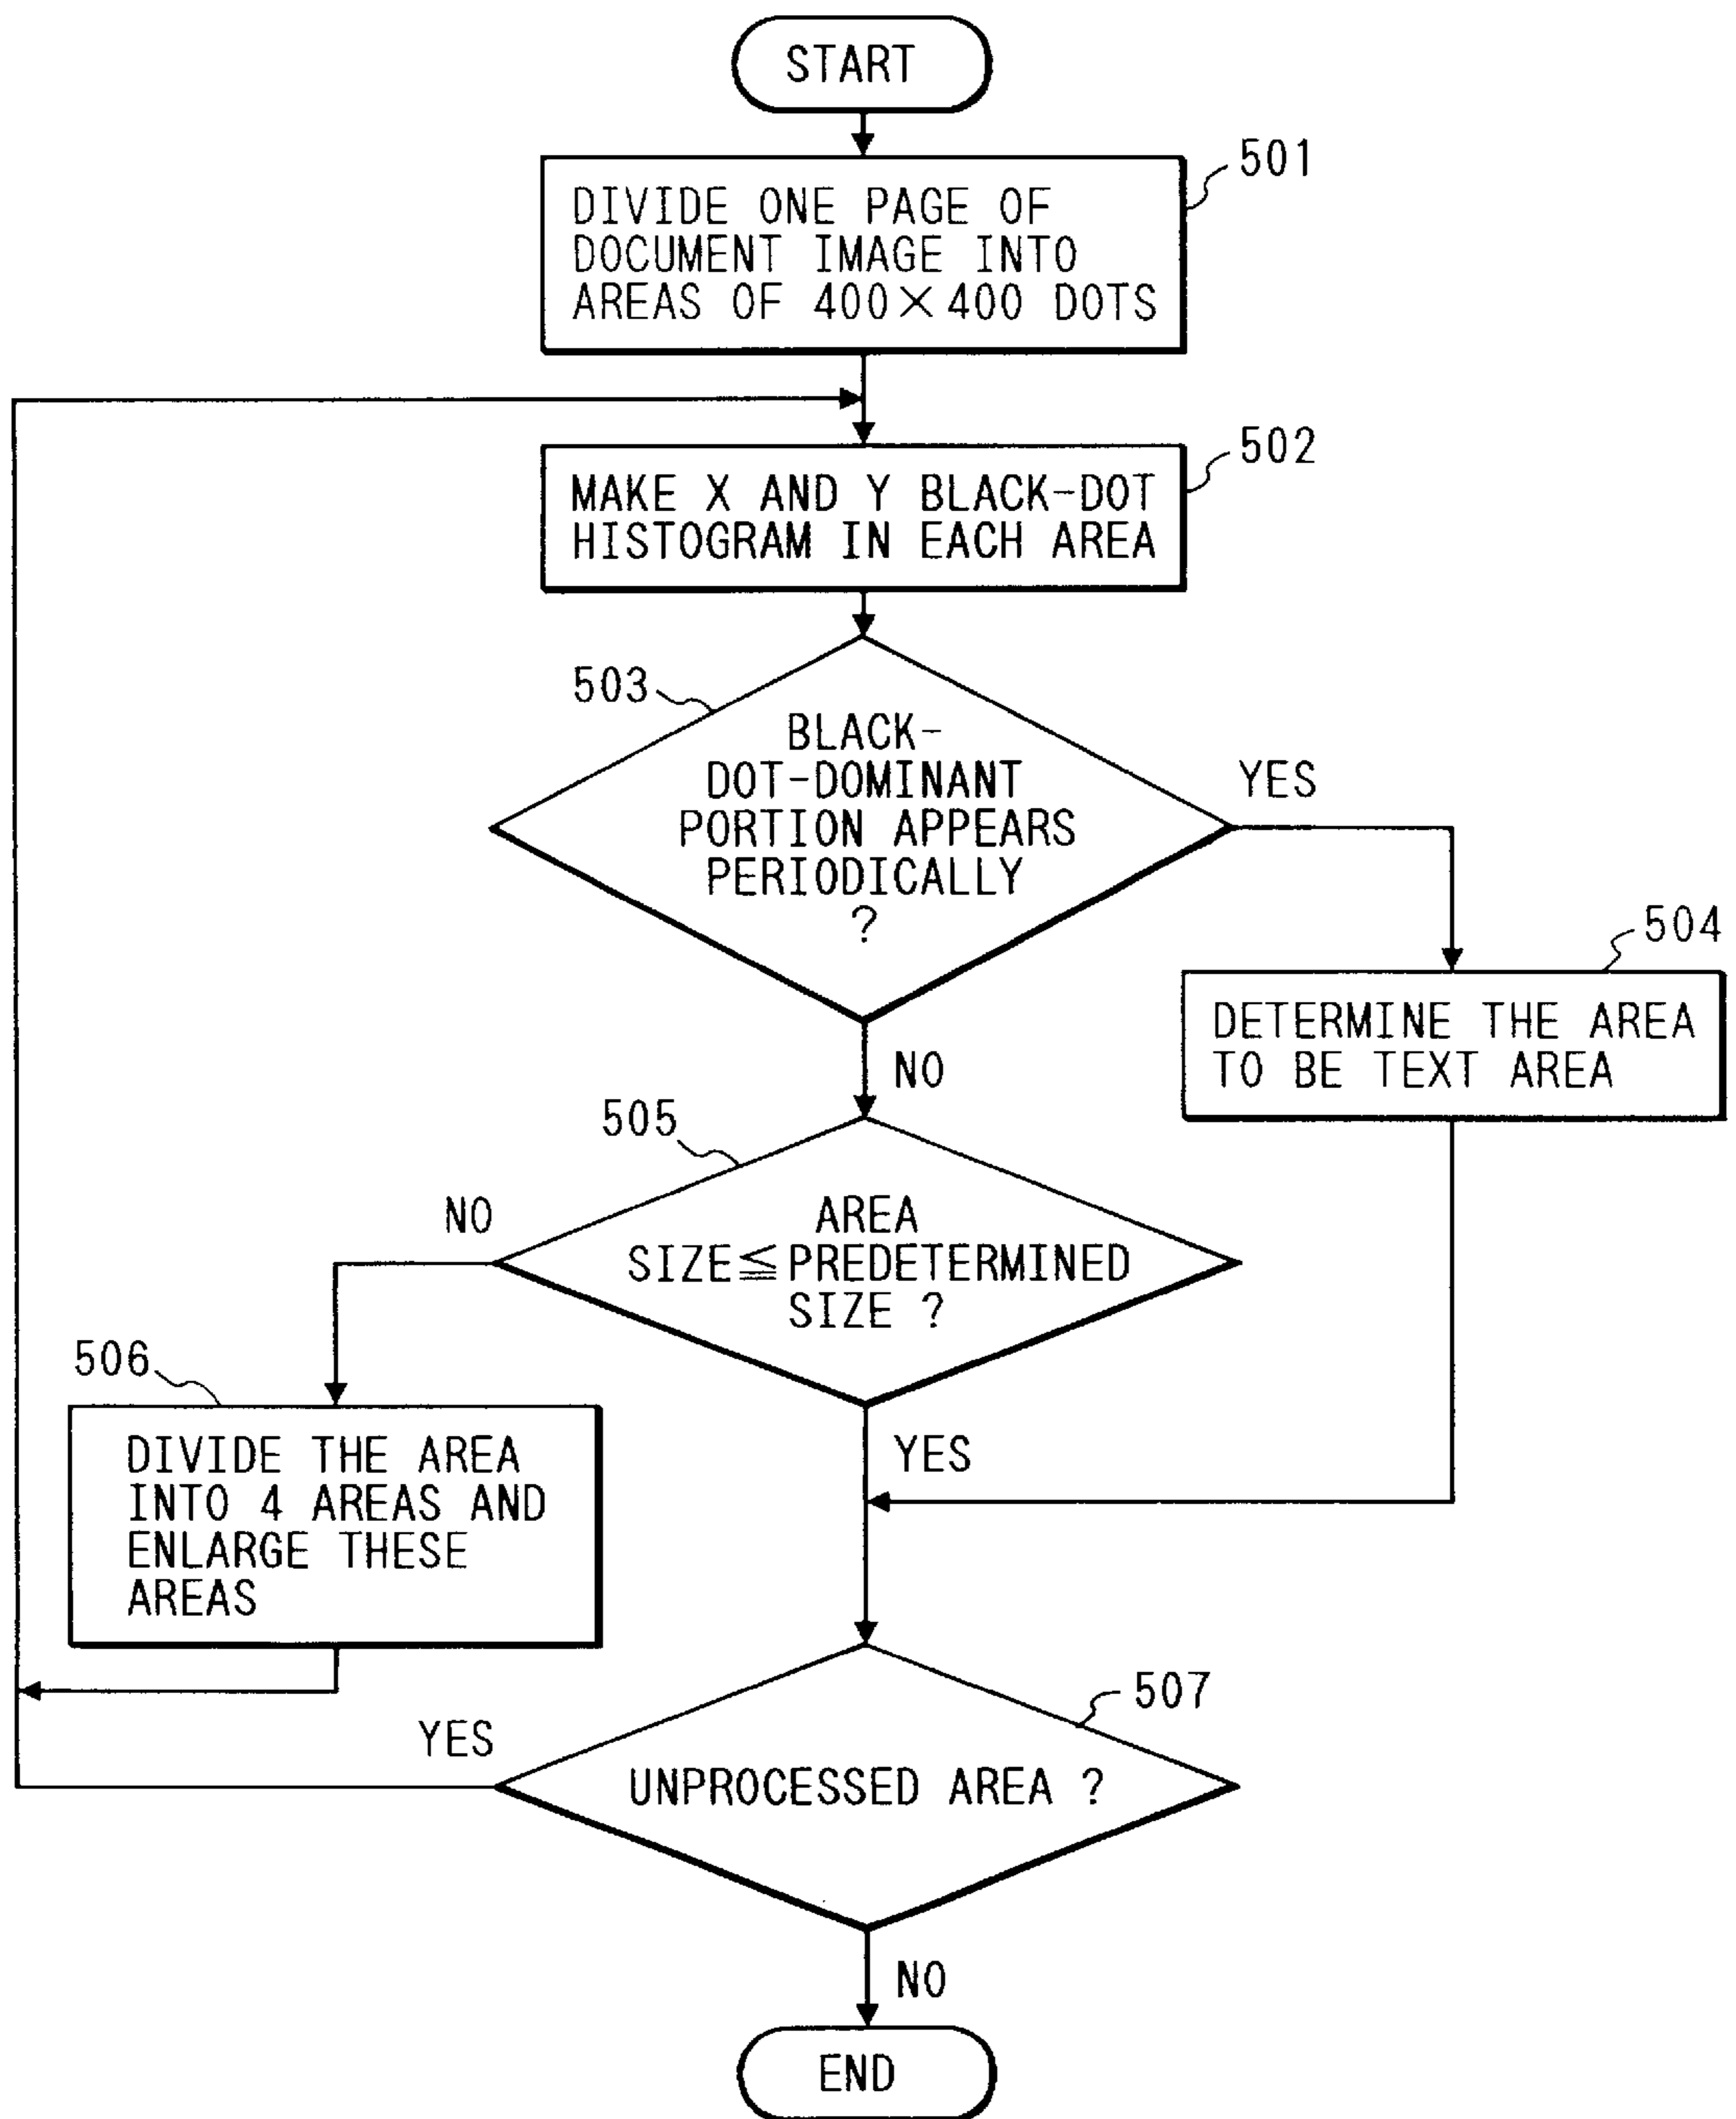 START
501
DIVIDE ONE PAGE OF
DOCUMENT IMAGE INTO
AREAS OF 400×400 DOTS
502
MAKE X AND Y BLACK-DOT
HISTOGRAM IN EACH AREA
503
BLACK-
DOT-DOMINANT
PORTION APPEARS
PERIODICALLY
?
YES
504
DETERMINE THE AREA
TO BE TEXT AREA
NO
505
AREA
SIZE≦PREDETERMINED
SIZE ?
NO
506
DIVIDE THE AREA
INTO 4 AREAS AND
ENLARGE THESE
AREAS
YES
507
UNPROCESSED AREA ?
YES
NO
END